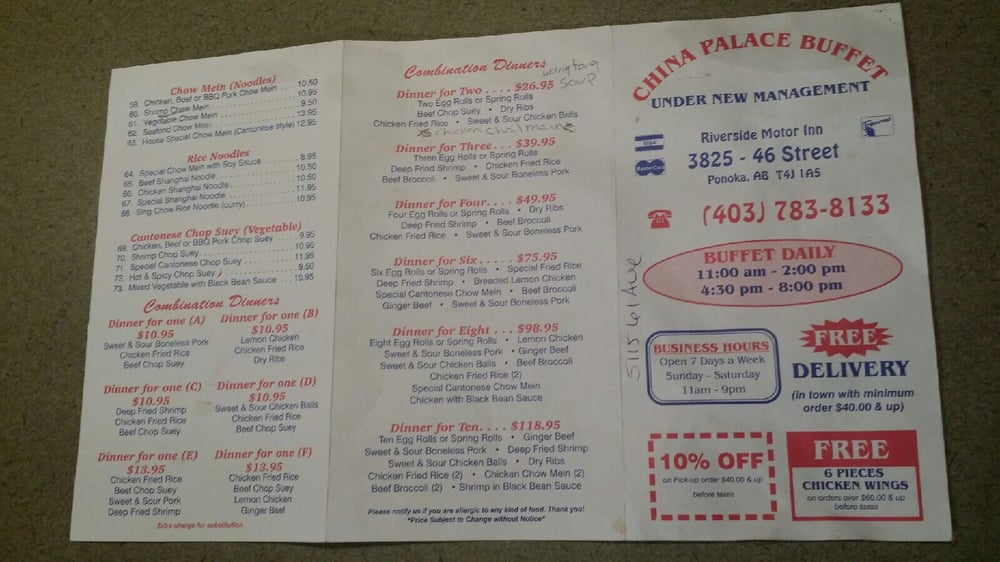 Chow Mein (Noodles)
59. Chicken, Beef or BBQ Pork Chow Mein . . . 10.50
60. Shrimp Chow Mein . . . . . . . . . . . . . 10.95
61. Vegetable Chow Mein . . . . . . . . . . . . 9.50
62. Seafood Chow Mein . . . . . . . . . . . . . 10.95
63. House Special Chow Mein (Cantonese style) 12.95
Rice Noodles
64. Special Chow Mein with Soy Sauce . . . . . . 8.95
65. Beef Shanghai Noodle . . . . . . . . . . . . 10.50
66. Chicken Shanghai Noodle . . . . . . . . . . 10.50
67. Special Shanghai Noodle . . . . . . . . . . 11.95
68. Sing Chow Rice Noodle (curry) . . . . . . . . 10.95
Cantonese Chop Suey (Vegetable)
69. Chicken, Beef or BBQ Pork Chop Suey . . . . 9.95
70. Shrimp Chop Suey . . . . . . . . . . . . . . 10.95
71. Special Cantonese Chop Suey . . . . . . . . 11.95
72. Hot & Spicy Chop Suey . . . . . . . . . . . 9.50
73. Mixed Vegetable with Black Bean Sauce . . . 10.95
Combination Dinners
Dinner for one (A)
$10.95
Sweet & Sour Boneless Pork
Chicken Fried Rice
Beef Chop Suey
Dinner for one (B)
$10.95
Lemon Chicken
Chicken Fried Rice
Dry Ribs
Dinner for one (C)
$10.95
Deep Fried Shrimp
Chicken Fried Rice
Beef Chop Suey
Dinner for one (D)
$10.95
Sweet & Sour Chicken Balls
Chicken Fried Rice
Beef Chop Suey
Dinner for one (E)
$13.95
Chicken Fried Rice
Beef Chop Suey
Sweet & Sour Pork
Deep Fried Shrimp
Dinner for one (F)
$13.95
Chicken Fried Rice
Beef Chop Suey
Lemon Chicken
Ginger Beef
Extra charge for substitution
Combination Dinners
Dinner for Two . . . . $26.95
soup
Two Egg Rolls or Spring Rolls
Beef Chop Suey • Dry Ribs
Chicken Fried Rice • Sweet & Sour Chicken Balls
chicken chalmain
Dinner for Three . . . $39.95
Three Egg Rolls or Spring Rolls
Deep Fried Shrimp • Chicken Fried Rice
Beef Broccoli • Sweet & Sour Boneless Pork
Dinner for Four . . . . $49.95
Four Egg Rolls or Spring Rolls • Dry Ribs
Deep Fried Shrimp • Beef Broccoli
Chicken Fried Rice • Sweet & Sour Boneless Pork
Dinner for Six . . . . . $75.95
Six Egg Rolls or Spring Rolls • Special Fried Rice
Deep Fried Shrimp • Breaded Lemon Chicken
Special Cantonese Chow Mein • Beef Broccoli
Ginger Beef • Sweet & Sour Boneless Pork
Dinner for Eight . . . $98.95
Eight Egg Rolls or Spring Rolls • Lemon Chicken
Sweet & Sour Boneless Pork • Ginger Beef
Sweet & Sour Chicken Balls • Beef Broccoli
Chicken Fried Rice (2)
Special Cantonese Chow Mein
Chicken with Black Bean Sauce
Dinner for Ten. . . . $118.95
Ten Egg Rolls or Spring Rolls • Ginger Beef
Sweet & Sour Boneless Pork • Deep Fried Shrimp
Sweet & Sour Chicken Balls • Dry Ribs
Chicken Fried Rice (2) • Chicken Chow Mein (2)
Beef Broccoli (2) • Shrimp in Black Bean Sauce
Please notify us if you are allergic to any kind of food. Thank you!
"Price Subject to Change without Notice"
CHINA PALACE BUFFET
UNDER NEW MANAGEMENT
VISA
MasterCard
Riverside Motor Inn
3825 - 46 Street
Ponoka, AB T4J 1A5
(403) 783-8133
BUFFET DAILY
11:00 am - 2:00 pm
4:30 pm - 8:00 pm
5115 61 Ave
BUSINESS HOURS
Open 7 Days a Week
Sunday - Saturday
11am - 9pm
FREE
DELIVERY
(in town with minimum
order $40.00 & up)
10% OFF
on Pick-up order $40.00 & up
before taxes
FREE
6 PIECES
CHICKEN WINGS
on orders over $60.00 & up
before taxes